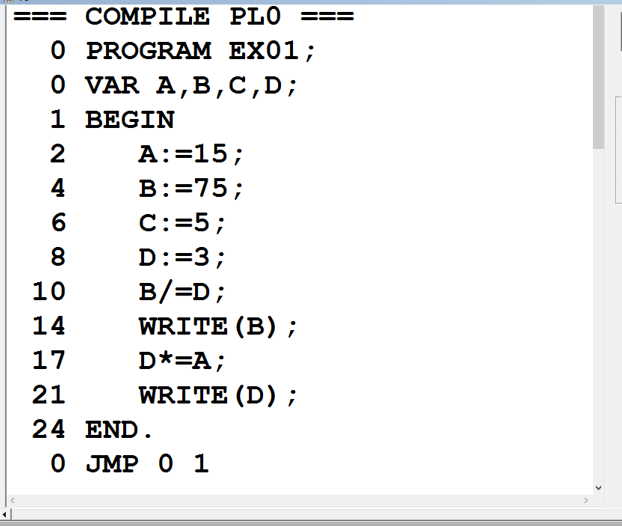 === COMPILE PL0 ===
0 PROGRAM EX01;
0 VAR A,B,C,D;
1 BEGIN
2 A:=15;
4 B:=75;
6 C:=5;
8 D:=3;
10 B/=D;
14 WRITE(B);
17 D*=A;
21 WRITE(D);
24 END.
0 JMP 0 1